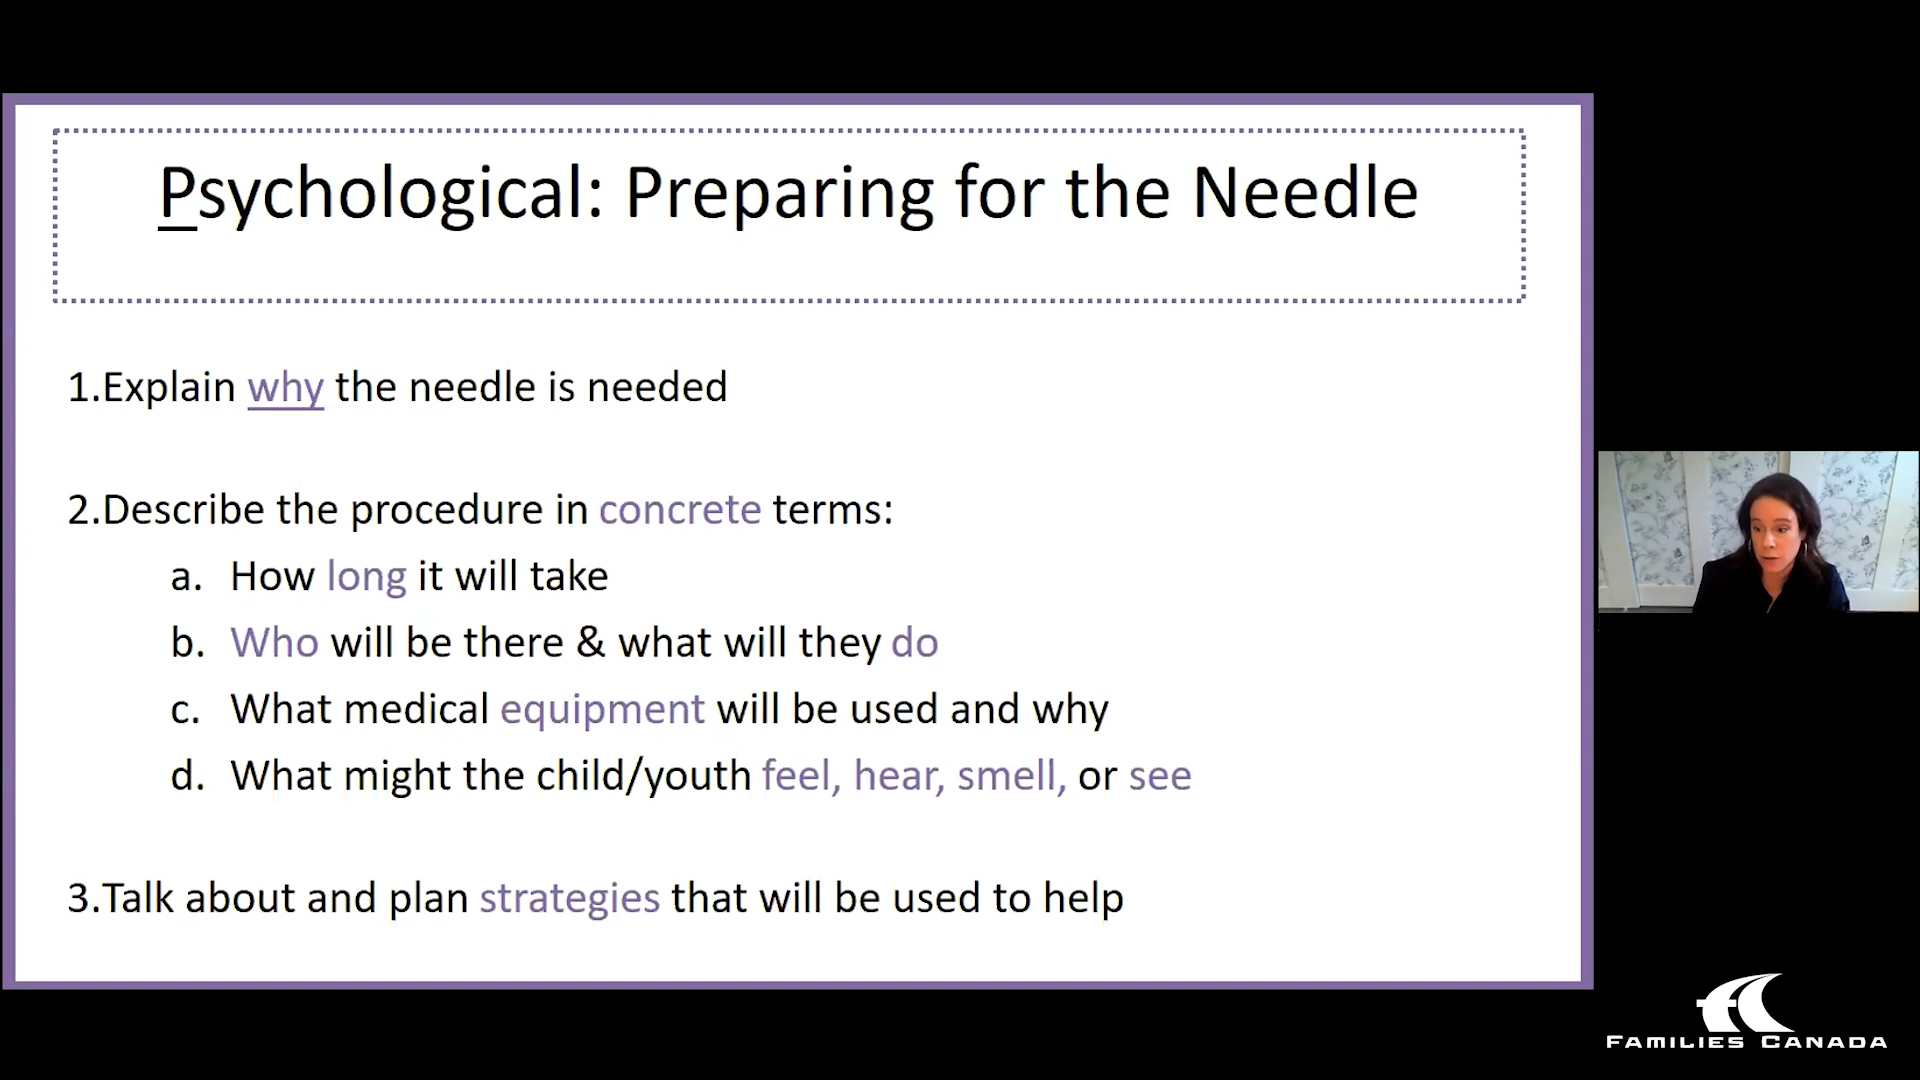 Psychological: Preparing for the Needle
1.Explain why the needle is needed
2.Describe the procedure in concrete terms:
a. How long it will take
b. Who will be there & what will they do
c. What medical equipment will be used and why
d. What might the child/youth feel, hear, smell, or see
3.Talk about and plan strategies that will be used to help
fc
FAMILIES CANADA